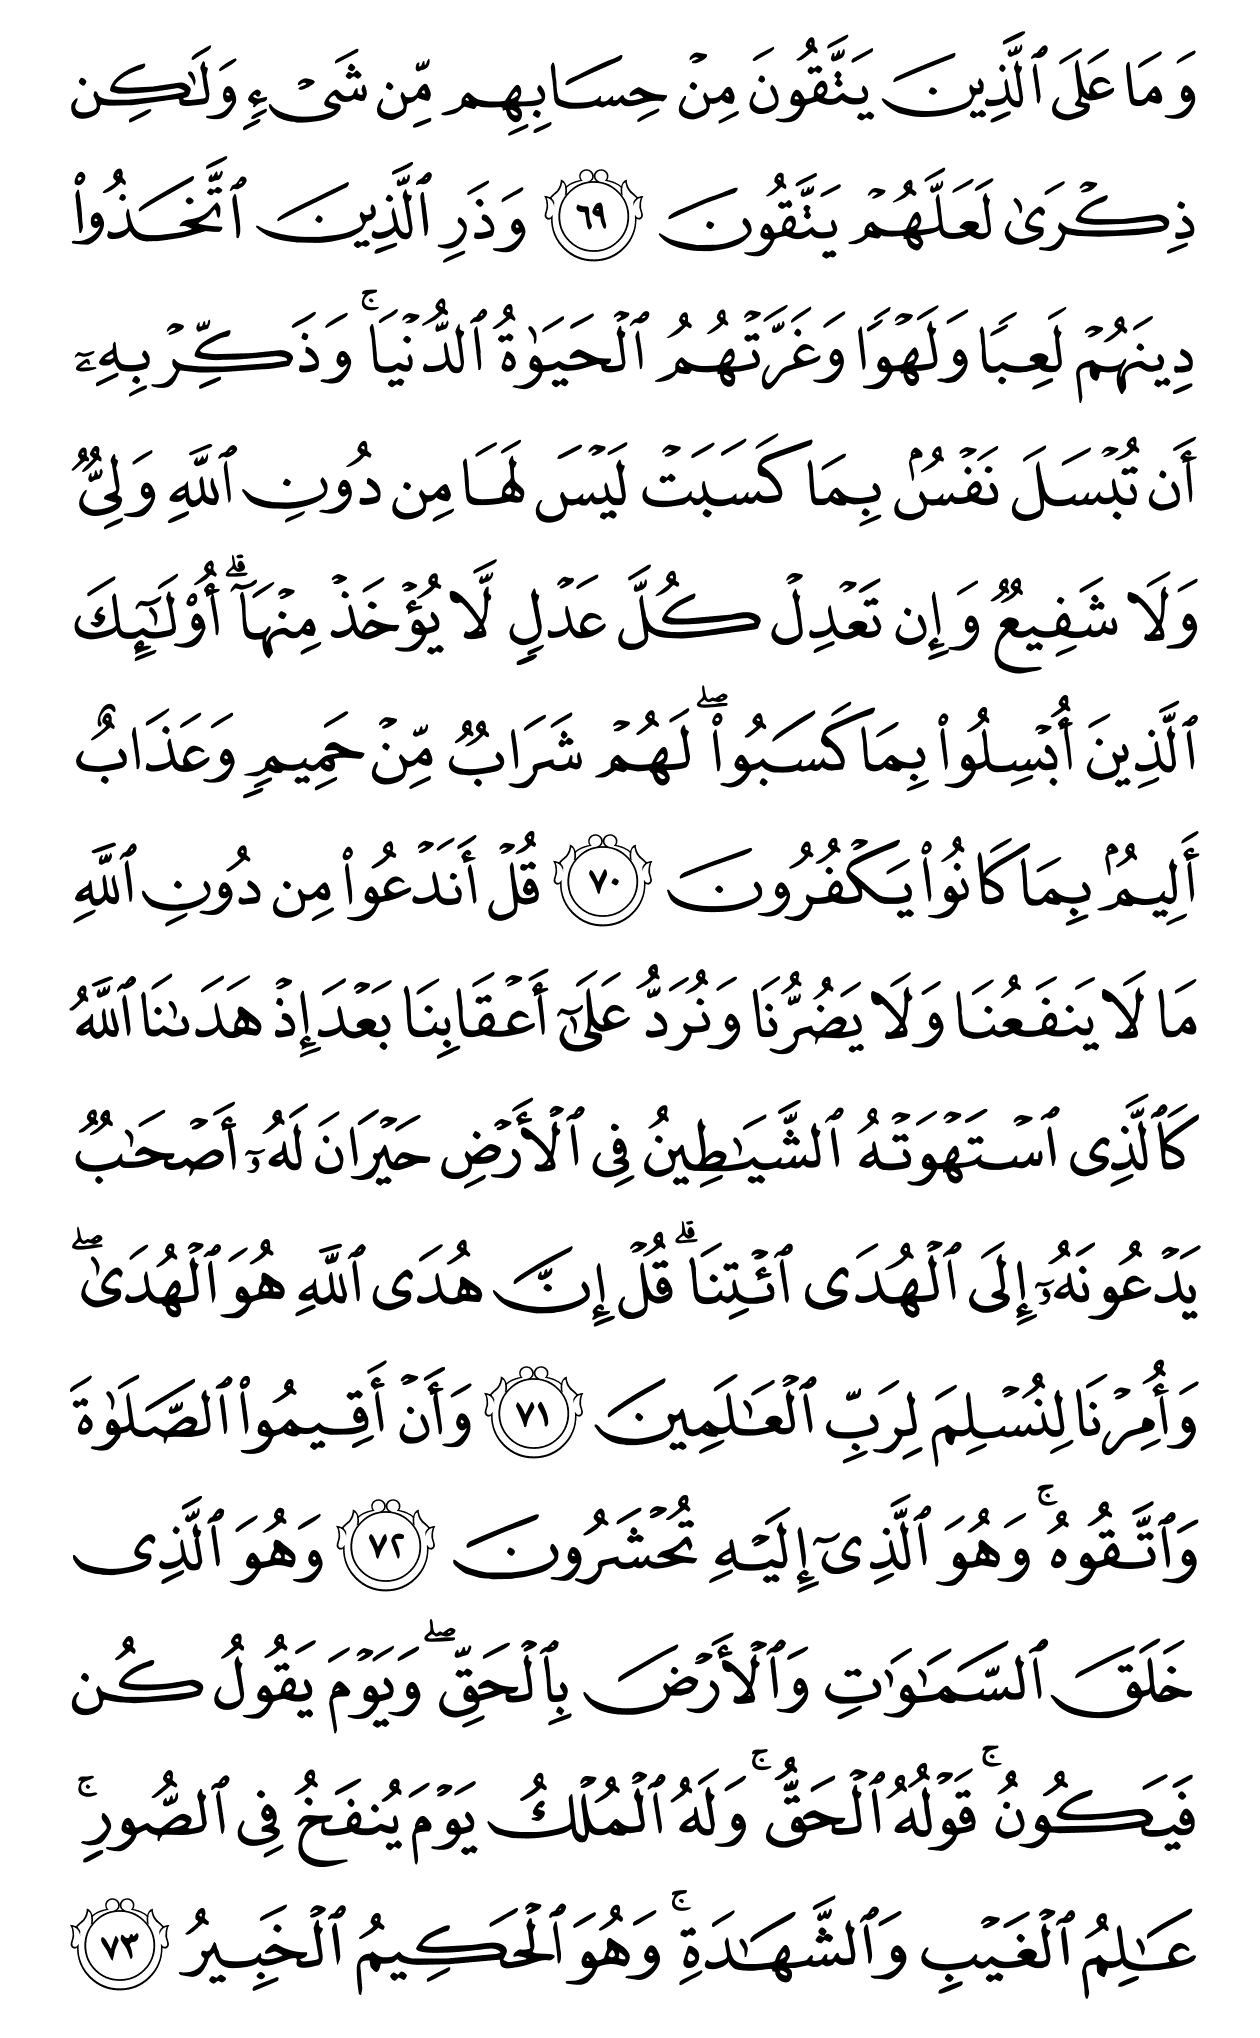 وَمَا عَلَى ٱلَّذِينَ يَتَّقُونَ مِنۡ حِسَابِهِم مِّن شَيۡءٖ وَلَٰكِن
ذِكۡرَىٰ لَعَلَّهُمۡ يَتَّقُونَ ٦٩ وَذَرِ ٱلَّذِينَ ٱتَّخَذُواْ
دِينَهُمۡ لَعِبٗا وَلَهۡوٗا وَغَرَّتۡهُمُ ٱلۡحَيَوٰةُ ٱلدُّنۡيَاۚ وَذَكِّرۡ بِهِۦٓ
أَن تُبۡسَلَ نَفۡسُۢ بِمَا كَسَبَتۡ لَيۡسَ لَهَا مِن دُونِ ٱللَّهِ وَلِيّٞ
وَلَا شَفِيعٞ وَإِن تَعۡدِلۡ كُلَّ عَدۡلٖ لَّا يُؤۡخَذۡ مِنۡهَآۗ أُوْلَٰٓئِكَ
ٱلَّذِينَ أُبۡسِلُواْ بِمَا كَسَبُواْۖ لَهُمۡ شَرَابٞ مِّنۡ حَمِيمٖ وَعَذَابٌ
أَلِيمُۢ بِمَا كَانُواْ يَكۡفُرُونَ ٧٠ قُلۡ أَنَدۡعُواْ مِن دُونِ ٱللَّهِ
مَا لَا يَنفَعُنَا وَلَا يَضُرُّنَا وَنُرَدُّ عَلَىٰٓ أَعۡقَابِنَا بَعۡدَ إِذۡ هَدَىٰنَا ٱللَّهُ
كَٱلَّذِي ٱسۡتَهۡوَتۡهُ ٱلشَّيَٰطِينُ فِي ٱلۡأَرۡضِ حَيۡرَانَ لَهُۥٓ أَصۡحَٰبٞ
يَدۡعُونَهُۥٓ إِلَى ٱلۡهُدَى ٱئۡتِنَاۗ قُلۡ إِنَّ هُدَى ٱللَّهِ هُوَ ٱلۡهُدَىٰۖ
وَأُمِرۡنَا لِنُسۡلِمَ لِرَبِّ ٱلۡعَٰلَمِينَ ٧١ وَأَنۡ أَقِيمُواْ ٱلصَّلَوٰةَ
وَٱتَّقُوهُۚ وَهُوَ ٱلَّذِيٓ إِلَيۡهِ تُحۡشَرُونَ ٧٢ وَهُوَ ٱلَّذِي
خَلَقَ ٱلسَّمَٰوَٰتِ وَٱلۡأَرۡضَ بِٱلۡحَقِّۖ وَيَوۡمَ يَقُولُ كُن
فَيَكُونُۚ قَوۡلُهُ ٱلۡحَقُّۚ وَلَهُ ٱلۡمُلۡكُ يَوۡمَ يُنفَخُ فِي ٱلصُّورِۚ
عَٰلِمُ ٱلۡغَيۡبِ وَٱلشَّهَٰدَةِۚ وَهُوَ ٱلۡحَكِيمُ ٱلۡخَبِيرُ ٧٣